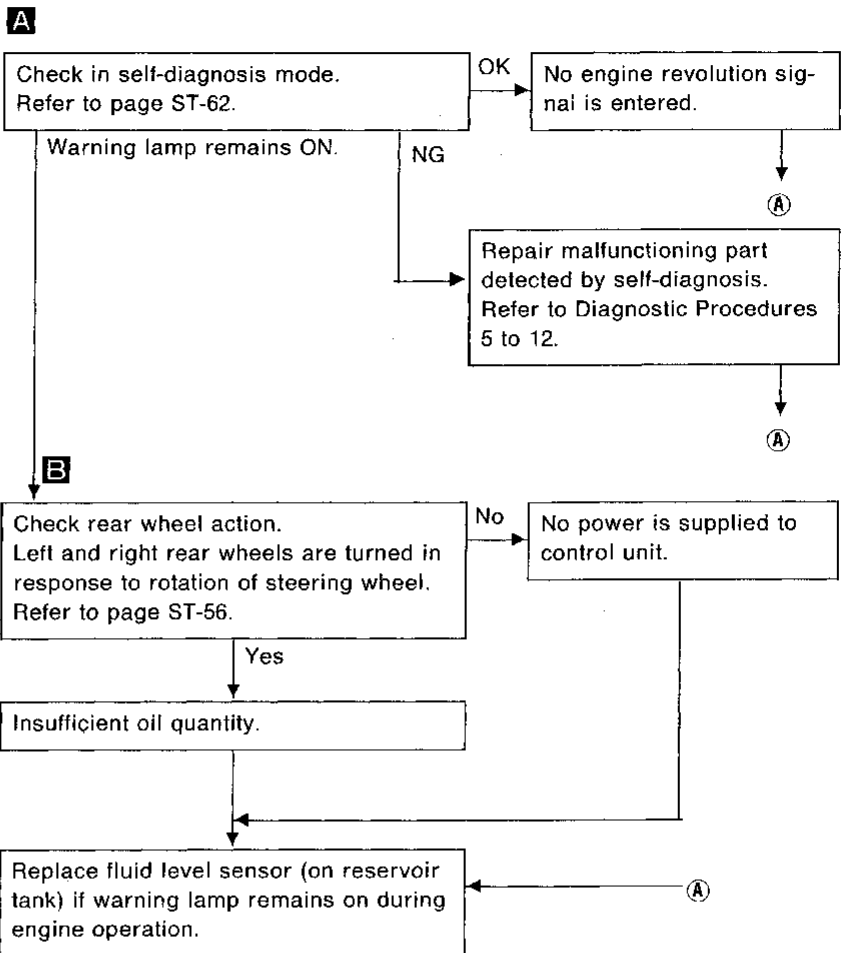 A
Check in self-diagnosis mode.
Refer to page ST-62.
OK
No engine revolution sig-
nal is entered.
Warning lamp remains ON.
NG
A
Repair malfunctioning part
detected by self-diagnosis.
Refer to Diagnostic Procedures
5 to 12.
A
B
Check rear wheel action.
Left and right rear wheels are turned in
response to rotation of steering wheel.
Refer to page ST-56.
No
No power is supplied to
control unit.
Yes
Insufficient oil quantity.
Replace fluid level sensor (on reservoir
tank) if warning lamp remains on during
engine operation.
A